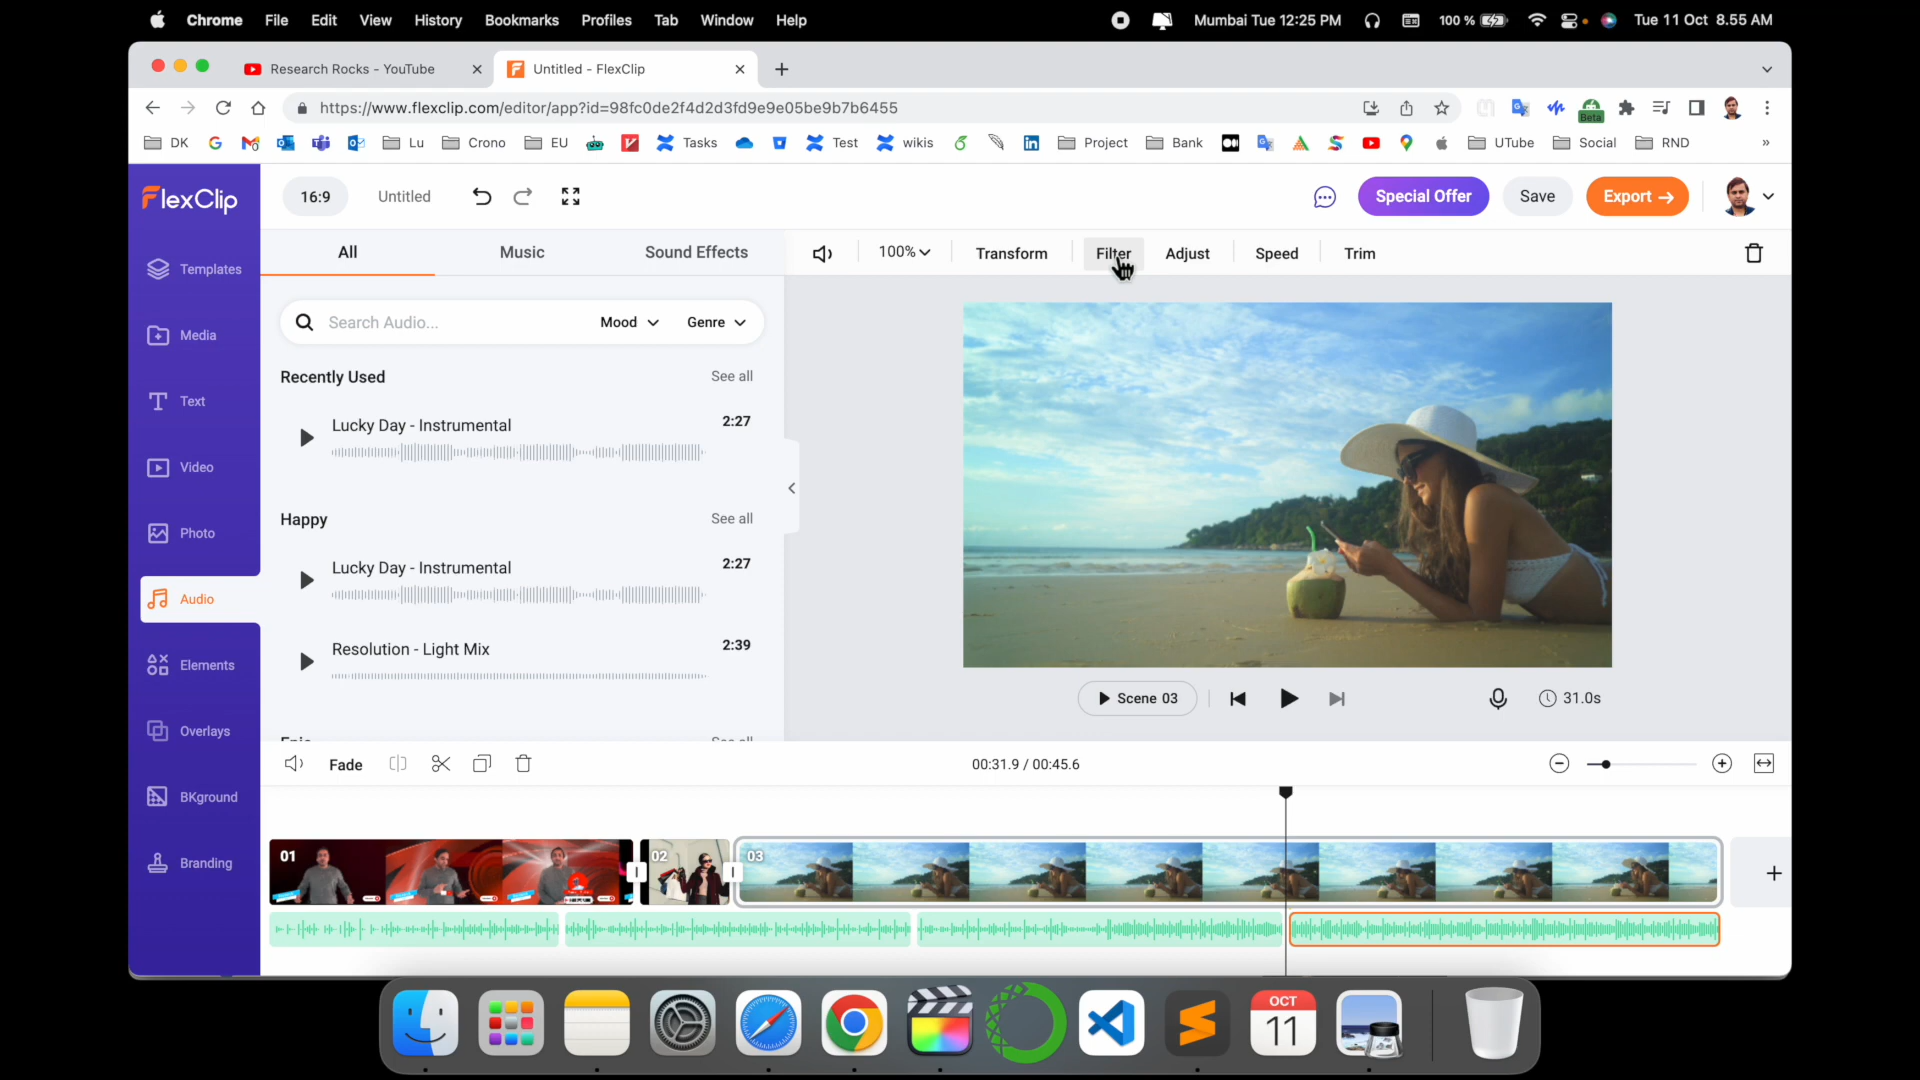 Chrome File Edit View History Bookmarks Profiles Tab Window Help
Mumbai Tue 12:25 PM 100 % Tue 11 Oct 8.55 AM
Research Rocks - YouTube
Untitled - FlexClip
https://www.flexclip.com/editor/app?id=98fc0de2f4d2d3fd9e9e05be9b7b6455
Beta
DK Lu Crono EU Tasks Test wikis Project Bank UTube Social RND »
FlexClip
16:9 Untitled
Special Offer Save Export
All Music Sound Effects
100% Transform Filter Adjust Speed Trim
Templates
Media
Text
Video
Photo
Audio
Elements
Overlays
BKground
Branding
Search Audio... Mood Genre
Recently Used See all
Lucky Day - Instrumental 2:27
Happy See all
Lucky Day - Instrumental 2:27
Resolution - Light Mix 2:39
Scene 03 31.0s
Fade 00:31.9 / 00:45.6
01 02 03
OCT
11